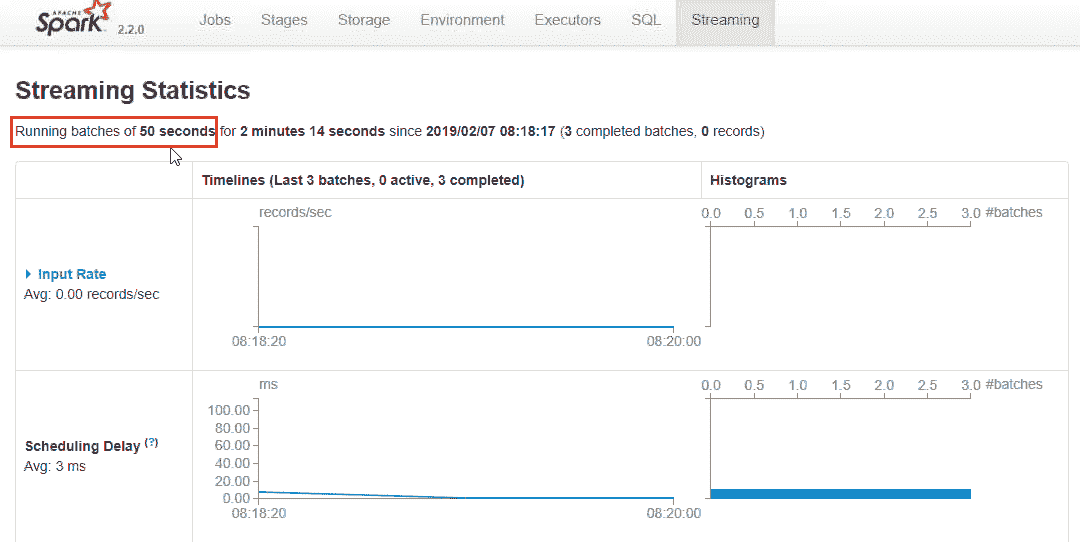 APACHE
Spark 2.2.0 Jobs Stages Storage Environment Executors SQL Streaming
Streaming Statistics
Running batches of 50 seconds for 2 minutes 14 seconds since 2019/02/07 08:18:17 (3 completed batches, 0 records)
Timelines (Last 3 batches, 0 active, 3 completed) Histograms
records/sec 0.0 0.5 1.0 1.5 2.0 2.5 3.0 #batches
Input Rate
Avg: 0.00 records/sec
08:18:20 08:20:00
ms 0.0 0.5 1.0 1.5 2.0 2.5 3.0 #batches
100.00
80.00
60.00
Scheduling Delay (?)
40.00
Avg: 3 ms
20.00
0.00
08:18:20 08:20:00